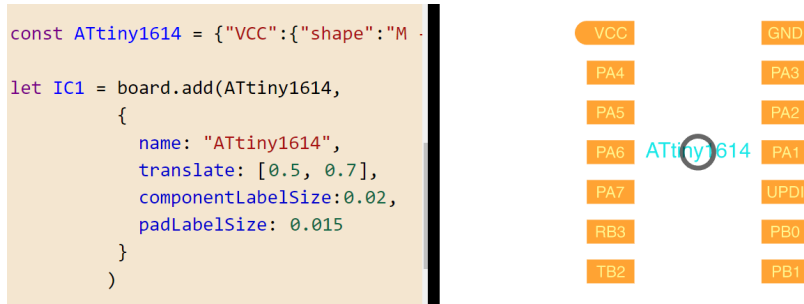 const ATtiny1614 = {"VCC":{"shape":"M -
let IC1 = board.add(ATtiny1614,
{
name: "ATtiny1614",
translate: [0.5, 0.7],
componentLabelSize:0.02,
padLabelSize: 0.015
}
)
VCC GND
PA4 PA3
PA5 PA2
PA6 ATtiny1614 PA1
PA7 UPDI
RB3 PB0
TB2 PB1